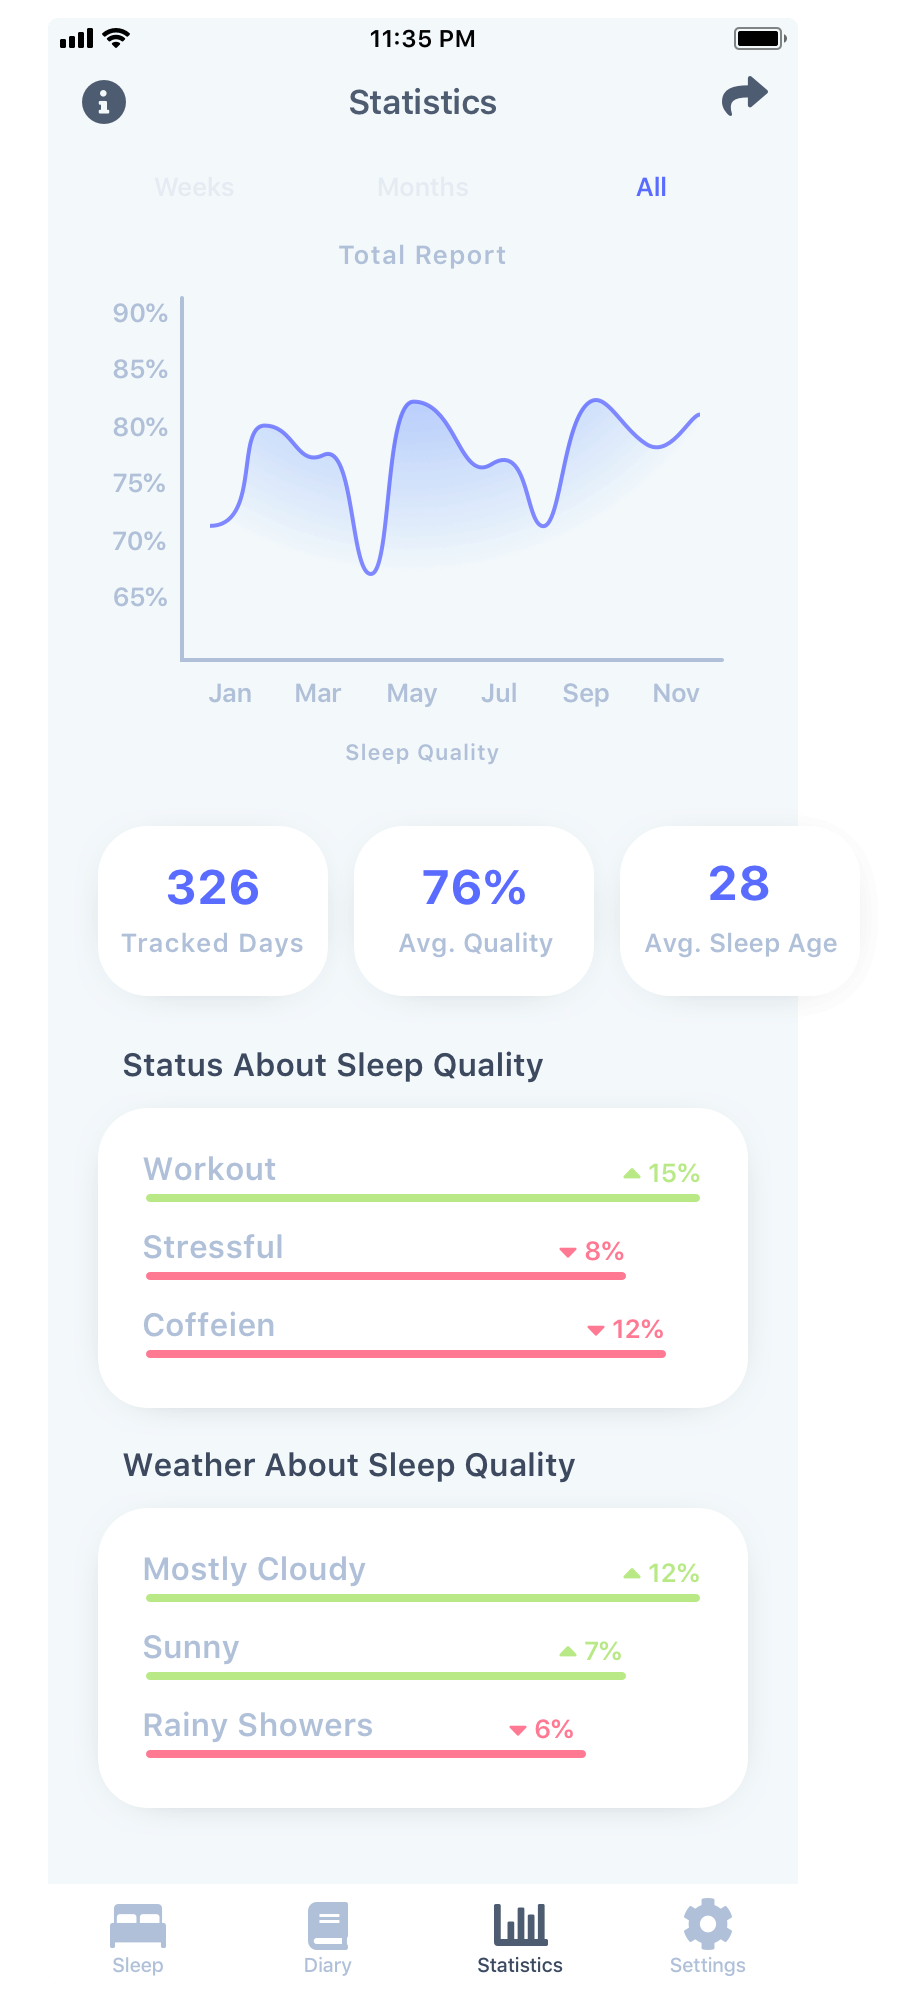 11:35 PM
Statistics
Weeks Months All
Total Report
90%
85%
80%
75%
70%
65%
Jan Mar May Jul Sep Nov
Sleep Quality
326 76% 28
Tracked Days Avg. Quality Avg. Sleep Age
Status About Sleep Quality
Workout 15%
Stressful 8%
Coffeien 12%
Weather About Sleep Quality
Mostly Cloudy 12%
Sunny 7%
Rainy Showers 6%
Sleep Diary Statistics Settings